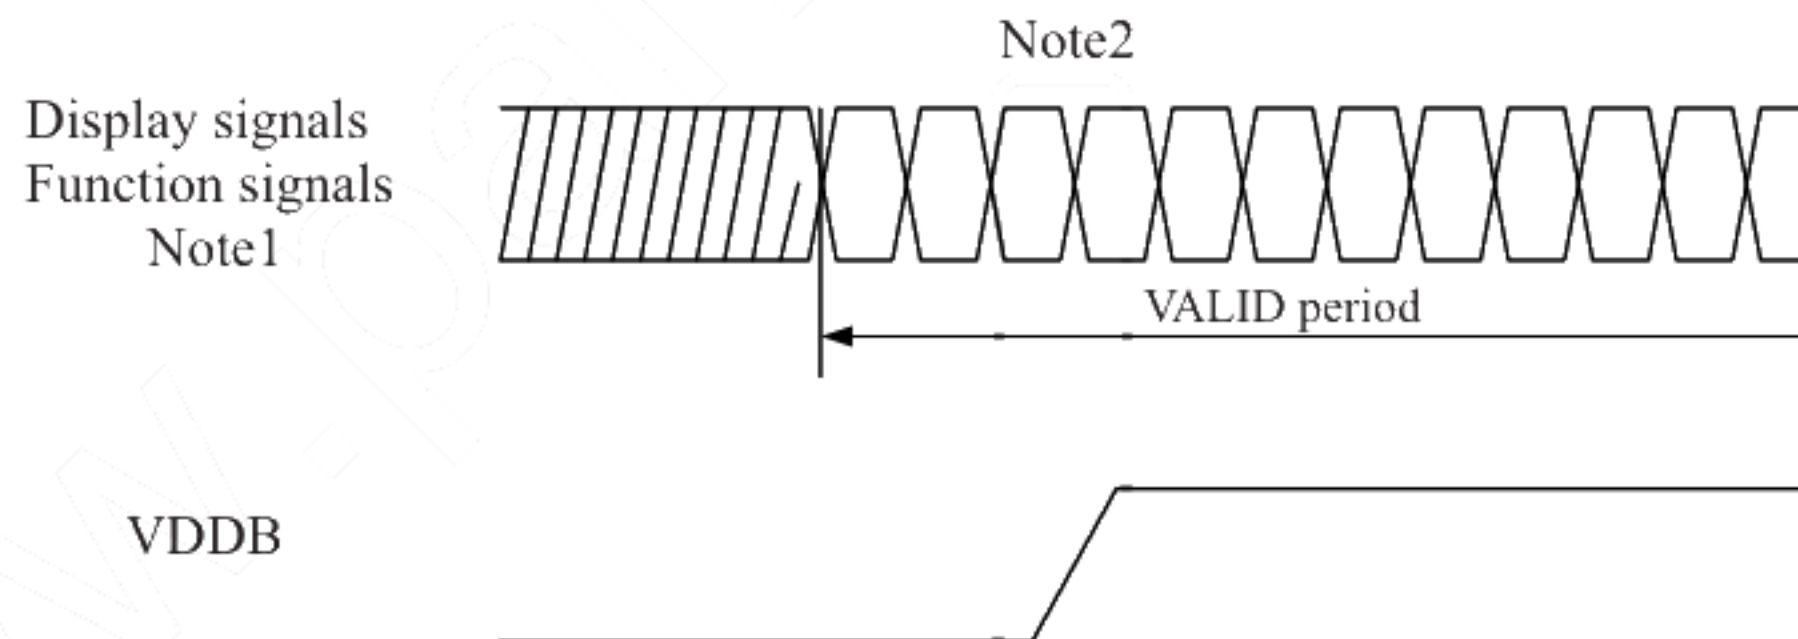 Note2
Display signals
Function signals
Note1
VALID period
VDDB